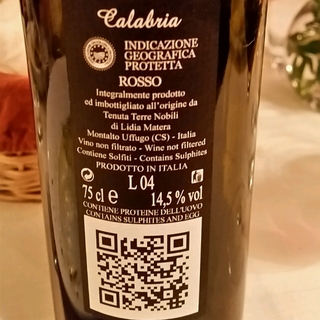 Calabria
INDICAZIONE
GEOGRAFICA
PROTETTA
ROSSO
Integralmente prodotto
ed imbottigliato all'origine da
Tenuta Terre Nobili
di Lidia Matera
Montalto Uffugo (CS) - Italia
Vino non filtrato - Wine not filtered
Contiene Solfiti - Contains Sulphites
PRODOTTO IN ITALIA
L 04
75 cl e 14,5 % vol
CONTIENE PROTEINE DELL'UOVO
CONTAINS SULPHITES AND EGG